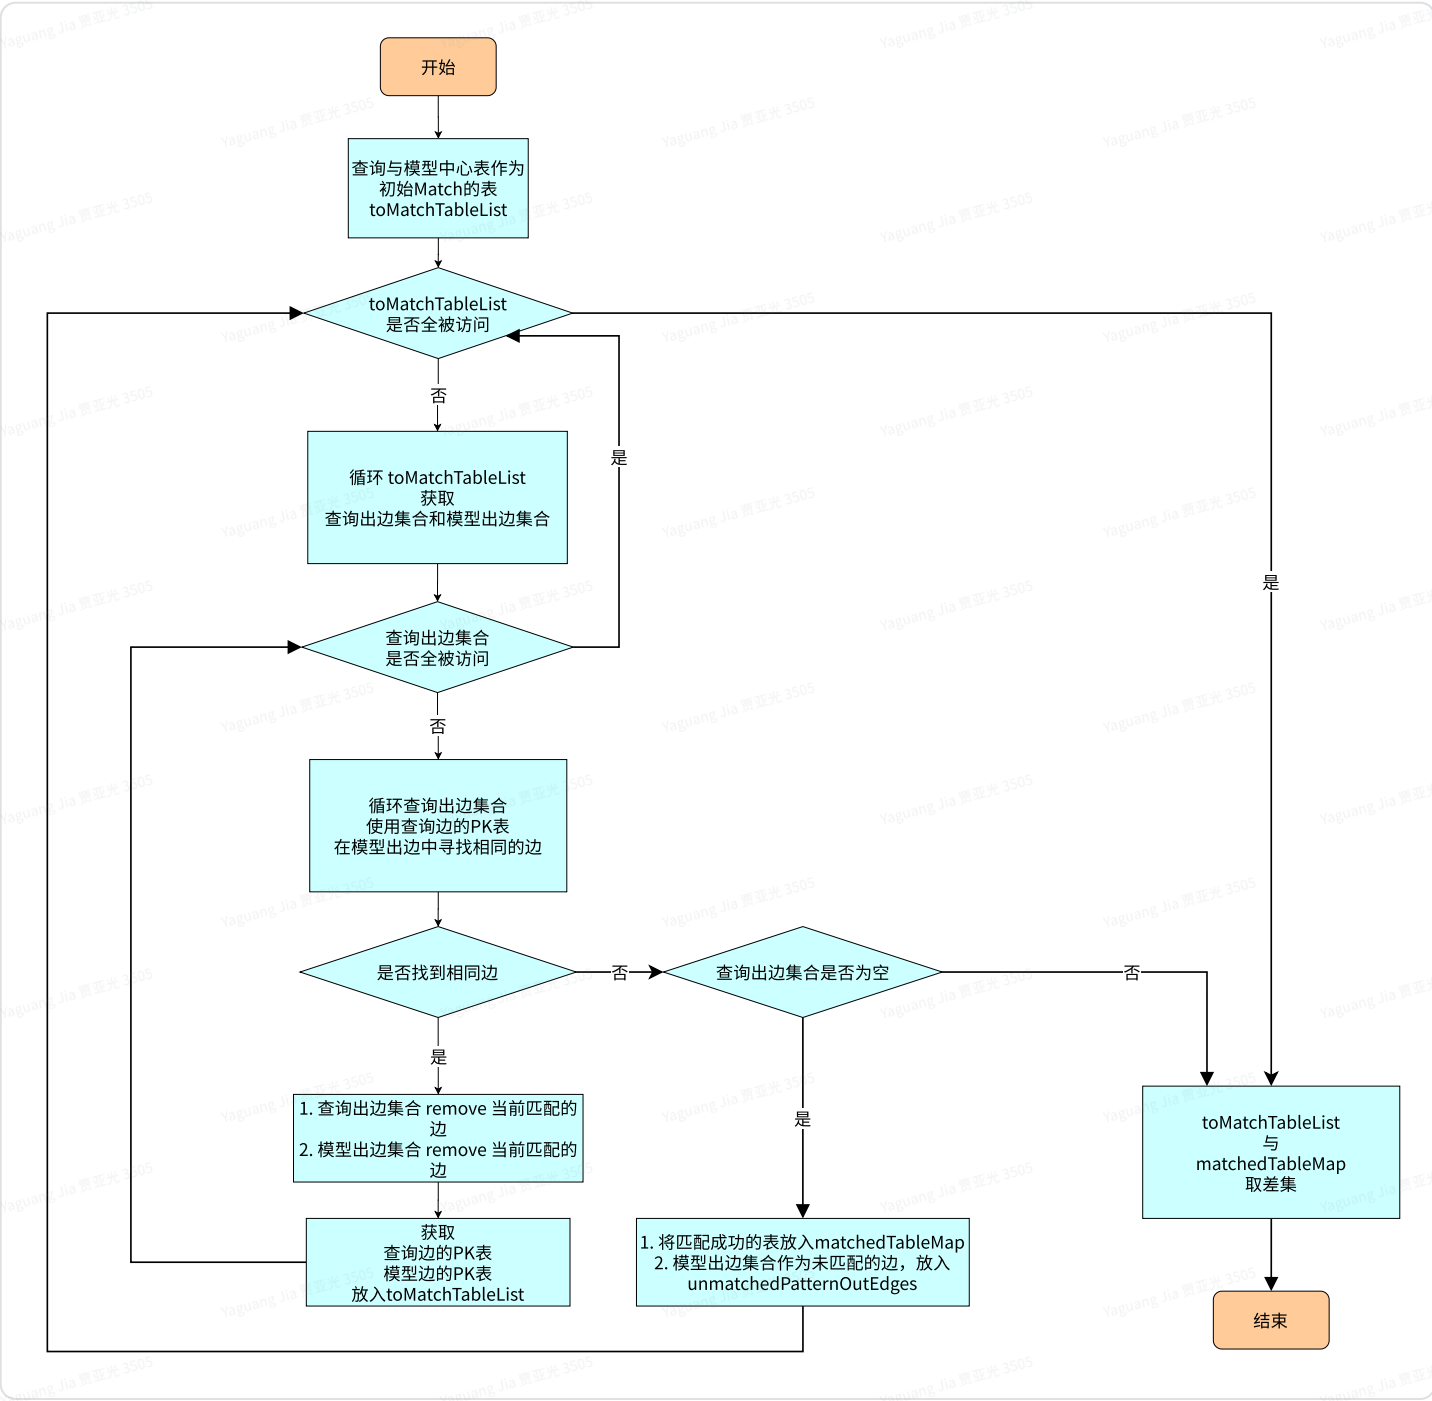 开始
查询与模型中心表作为
初始Match的表
toMatchTableList
toMatchTableList
是否全被访问
否
循环 toMatchTableList
获取
查询出边集合和模型出边集合
是
查询出边集合
是否全被访问
否
循环查询出边集合
使用查询边的PK表
在模型出边中寻找相同的边
是
是否找到相同边
否
查询出边集合是否为空
否
是
1. 查询出边集合 remove 当前匹配的
边
2. 模型出边集合 remove 当前匹配的
边
是
toMatchTableList
与
matchedTableMap
取差集
获取
查询边的PK表
模型边的PK表
放入toMatchTableList
1. 将匹配成功的表放入matchedTableMap
2. 模型出边集合作为未匹配的边，放入
unmatchedPatternOutEdges
结束
Yaguang Jia 贾亚光 3505